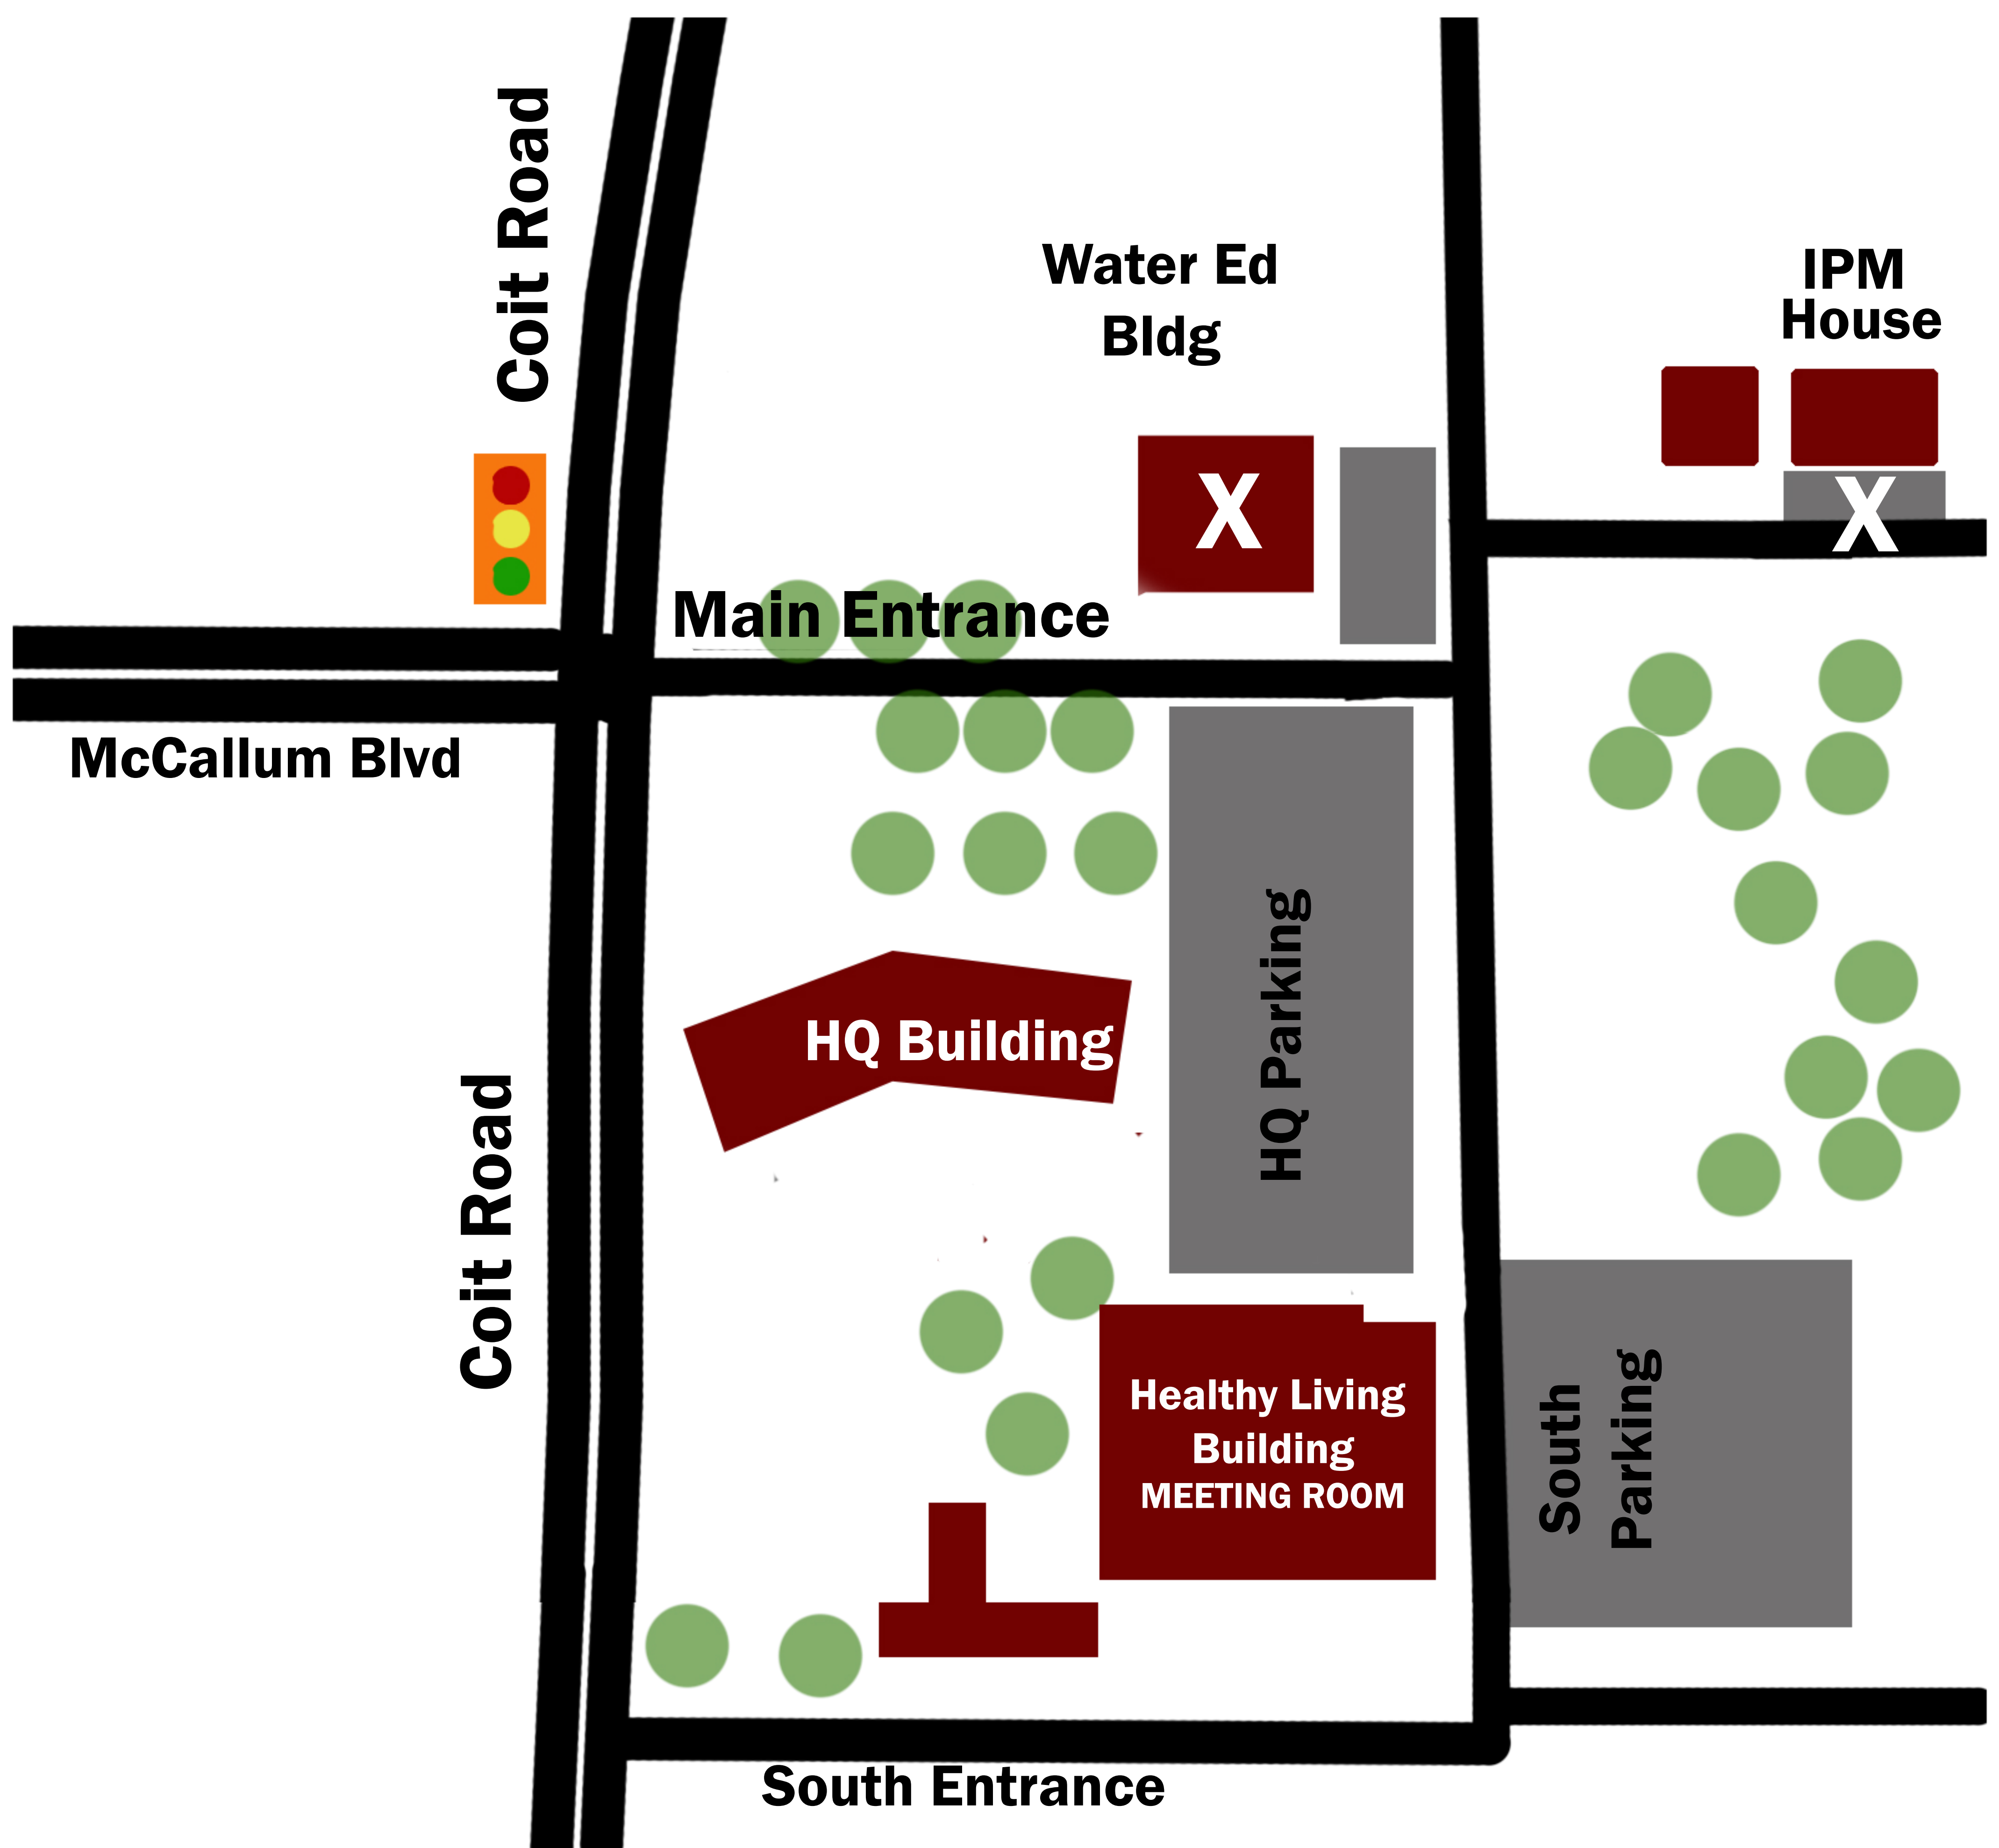 Coit Road
Water Ed
Bldg
IPM
House
X
X
Main Entrance
McCallum Blvd
HQ Building
HQ Parking
Coit Road
Healthy Living
Building
MEETING ROOM
South
Parking
South Entrance